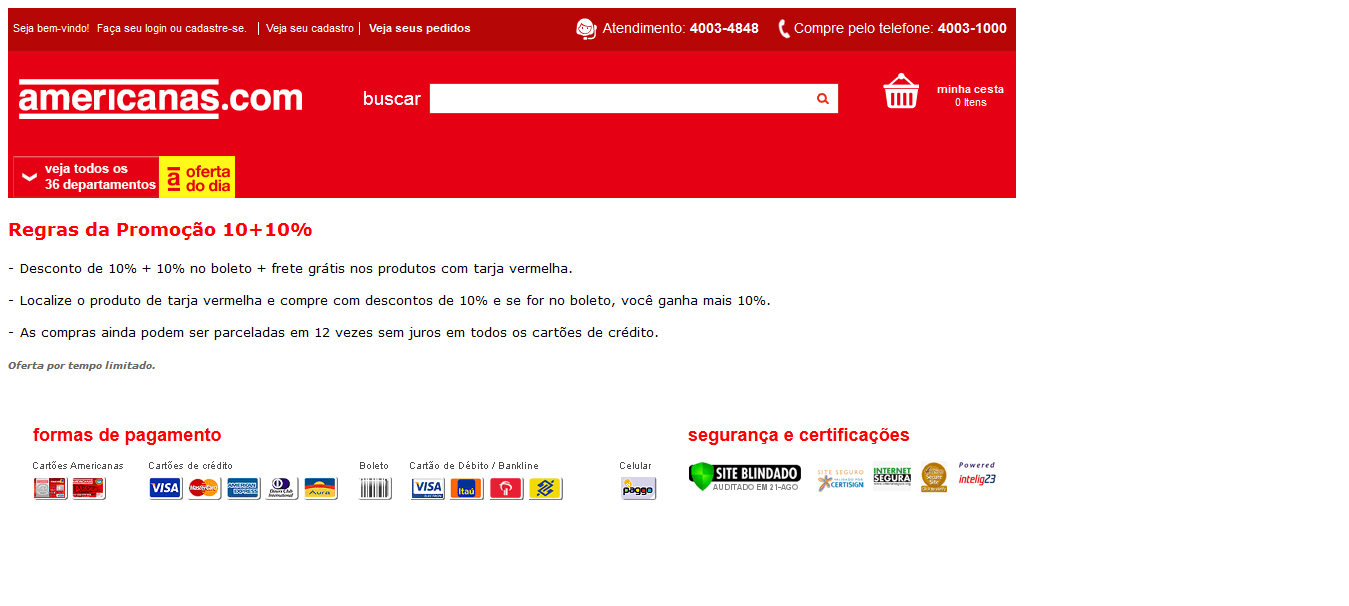 Seja bem-vindo! Faça seu login ou cadastre-se. | Veja seu cadastro | Veja seus pedidos
Atendimento: 4003-4848
Compre pelo telefone: 4003-1000
americanas.com
buscar
minha cesta
0 Itens
veja todos os
36 departamentos
a oferta
do dia
Regras da Promoção 10+10%
- Desconto de 10% + 10% no boleto + frete grátis nos produtos com tarja vermelha.
- Localize o produto de tarja vermelha e compre com descontos de 10% e se for no boleto, você ganha mais 10%.
- As compras ainda podem ser parceladas em 12 vezes sem juros em todos os cartões de crédito.
Oferta por tempo limitado.
formas de pagamento
segurança e certificações
Cartões Americanas
Cartões de crédito
Boleto
Cartão de Débito / Bankline
Celular
VISA
MasterCard
AMERICAN EXPRESS
Diners Club
Aura
VISA
Itaú
paggo
SITE BLINDADO
AUDITADO EM 21-AGO
SITE SEGURO
CERTISIGN
INTERNET
SEGURA
Powered
intelig23